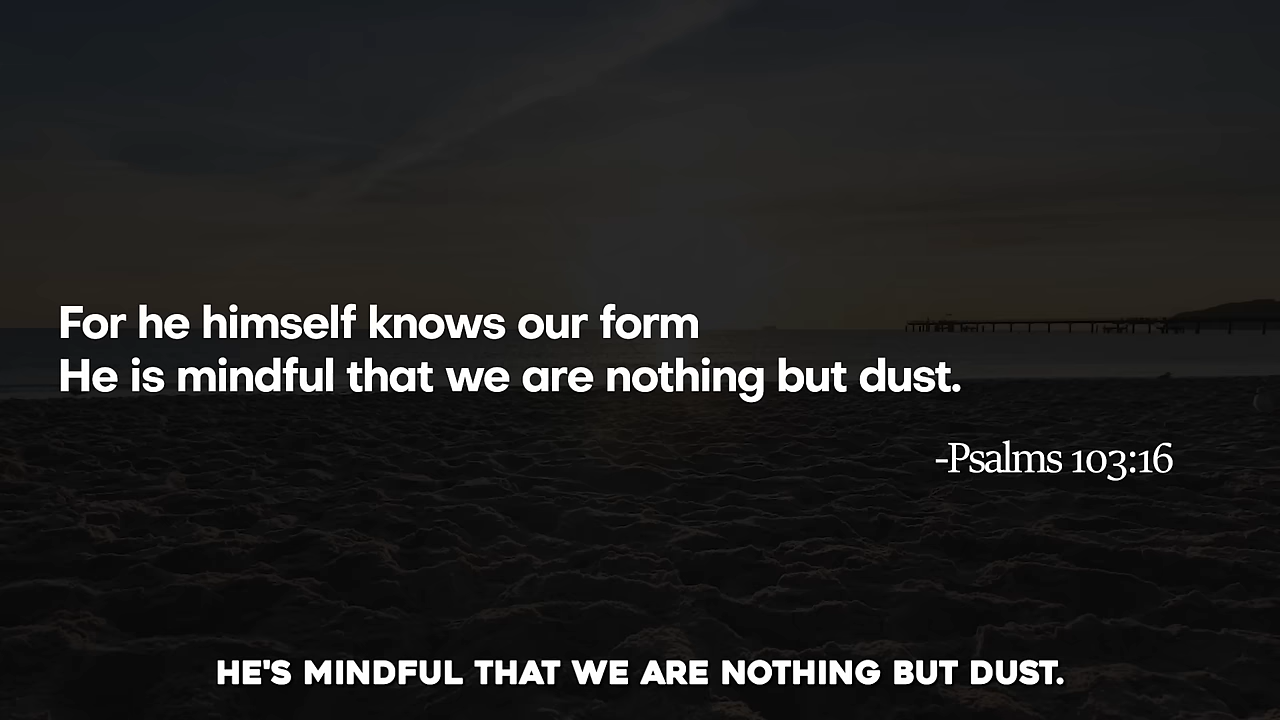 For he himself knows our form
He is mindful that we are nothing but dust.
-Psalms 103:16
HE'S MINDFUL THAT WE ARE NOTHING BUT DUST.